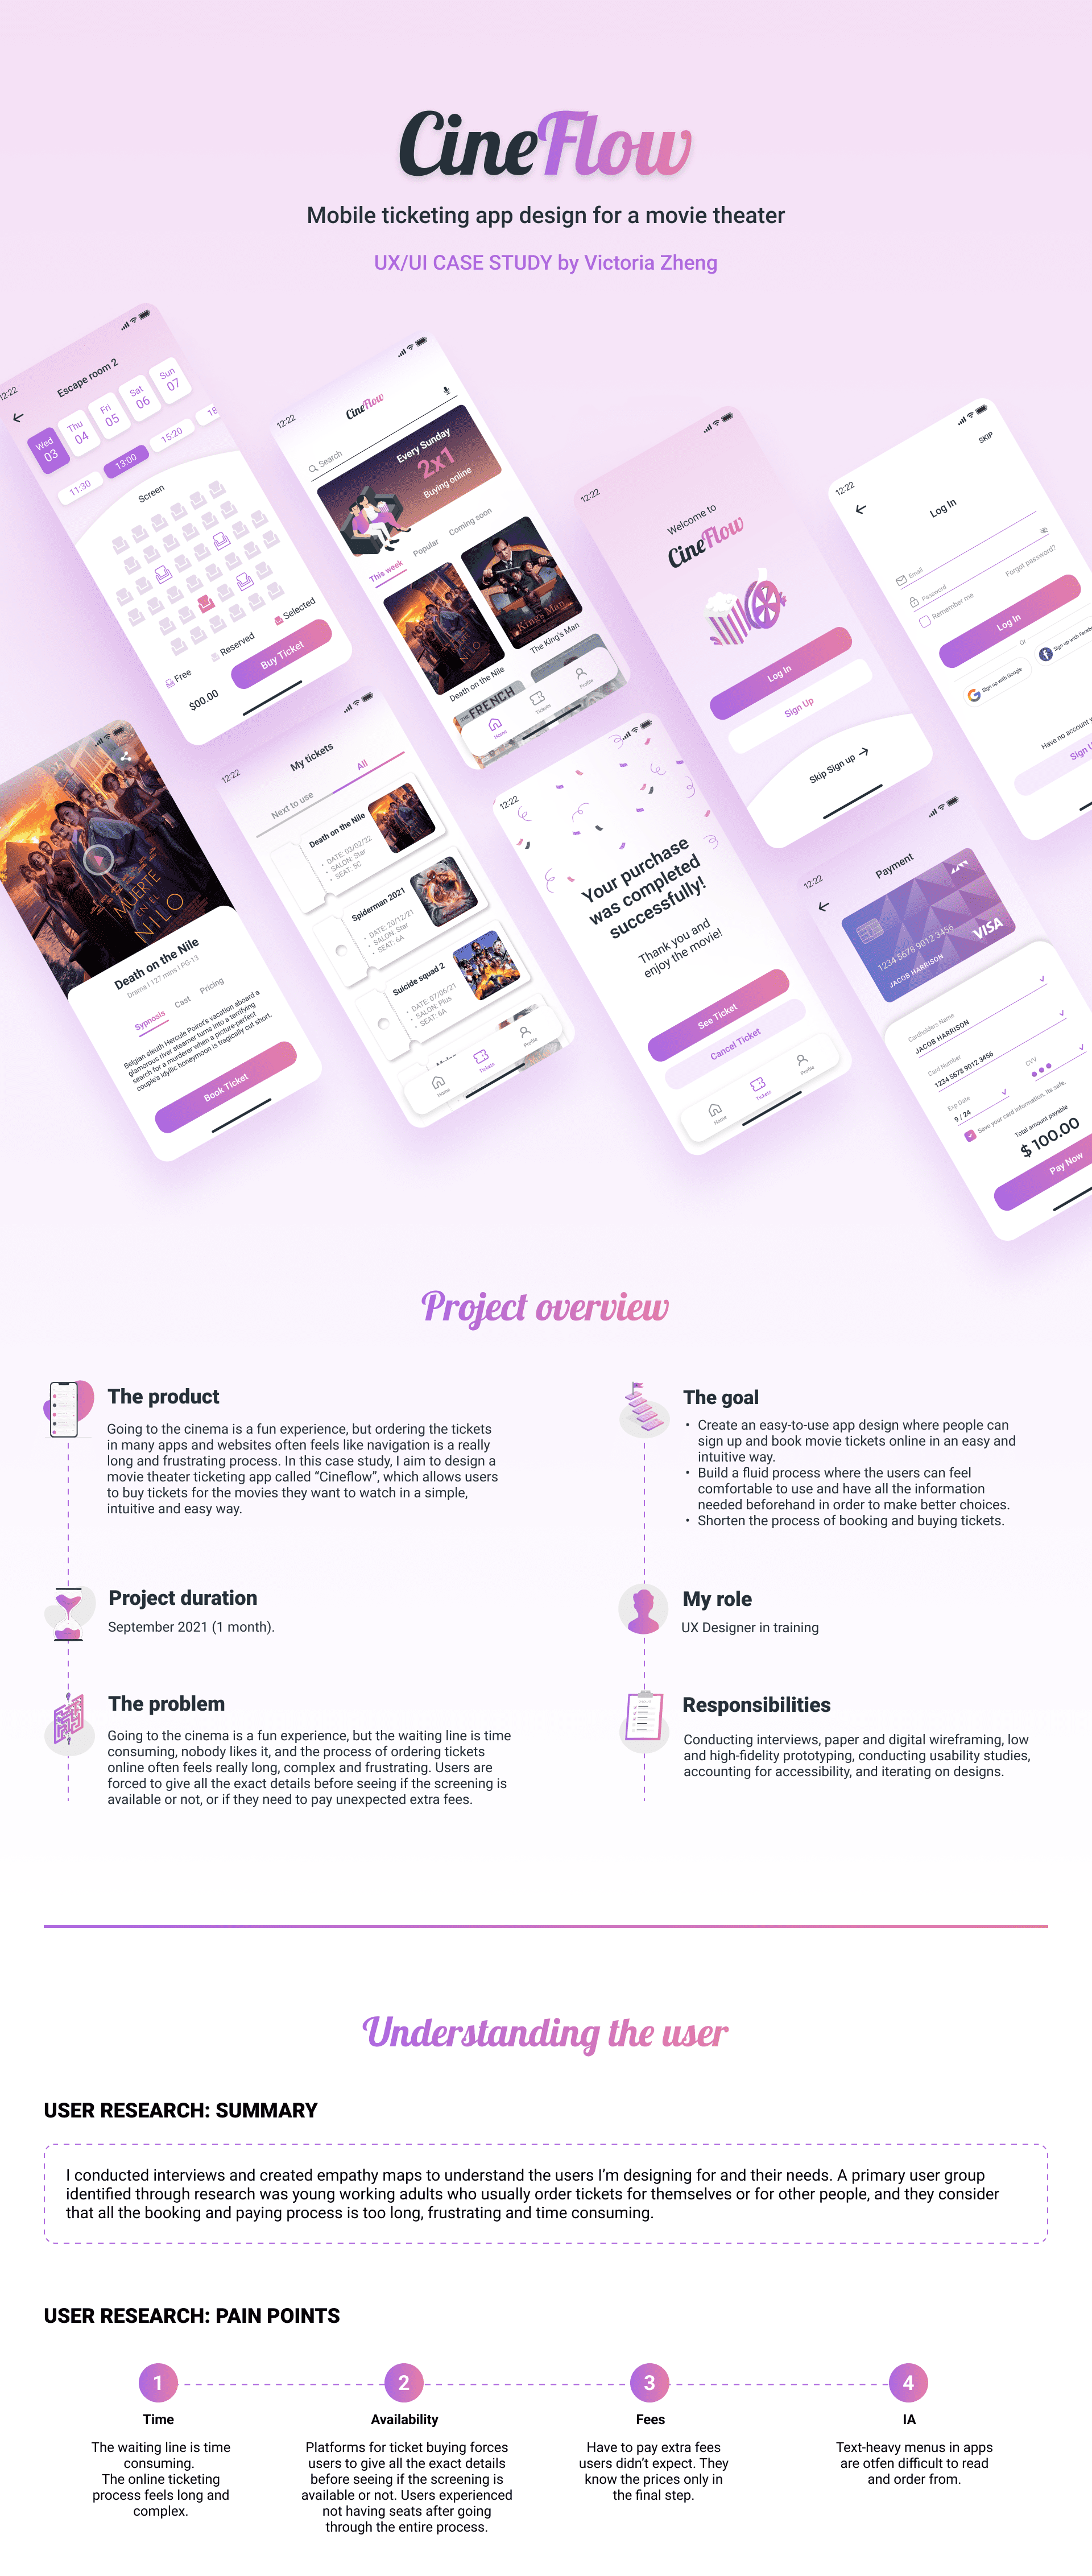 CineFlow
Mobile ticketing app design for a movie theater
UX/UI CASE STUDY by Victoria Zheng
12:22
Escape room 2
Wed
03
Thu
04
Fri
05
Sat
06
Sun
07
11:30
13:00
15:20
18
Screen
Free
Reserved
Selected
$00.00
Buy Ticket
12:22
CineFlow
Search
Every Sunday
2x1
Buying online
This week
Popular
Coming soon
NILO
King's Man
Death on the Nile
The King's Man
FRENCH
Home
Tickets
Profile
12:22
Welcome to
CineFlow
Log In
Sign Up
Skip Sign up
12:22
SKIP
Log In
Email
Password
Forgot password?
Remember me
Log In
Or
Sign up with Google
Sign up with Faceb
Have no account
Sign
MUERTE
EN EL
NILO
Death on the Nile
Drama I 127 mins I PG-13
Sypnosis
Cast
Pricing
Belgian sleuth Hercule Poirot's vacation aboard a
glamorous river steamer turns into a terrifying
search for a murderer when a picture-perfect
couple's idyllic honeymoon is tragically cut short.
Book Ticket
12:22
My tickets
Next to use
All
Death on the Nile
• DATE: 03/02/22
• SALON: Star
• SEAT: 5C
Spiderman 2021
• DATE: 20/12/21
• SALON: Star
• SEAT: 6A
Suicide squad 2
• DATE: 07/06/21
• SALON: Plus
• SEAT: 6A
Home
Tickets
Profile
12:22
Your purchase
was completed
successfully!
Thank you and
enjoy the movie!
See Ticket
Cancel Ticket
Home
Tickets
Profile
12:22
Payment
1234 5678 9012 3456
JACOB HARRISON
VISA
Cardholders Name
JACOB HARRISON
Card Number
1234 5678 9012 3456
Exp Date
9 / 24
CVV
Save your card information. Its safe.
Total amount payable
$ 100.00
Pay Now
Project overview
The product
Going to the cinema is a fun experience, but ordering the tickets
in many apps and websites often feels like navigation is a really
long and frustrating process. In this case study, I aim to design a
movie theater ticketing app called “Cineflow”, which allows users
to buy tickets for the movies they want to watch in a simple,
intuitive and easy way.
The goal
• Create an easy-to-use app design where people can
sign up and book movie tickets online in an easy and
intuitive way.
• Build a fluid process where the users can feel
comfortable to use and have all the information
needed beforehand in order to make better choices.
• Shorten the process of booking and buying tickets.
Project duration
September 2021 (1 month).
My role
UX Designer in training
The problem
Going to the cinema is a fun experience, but the waiting line is time
consuming, nobody likes it, and the process of ordering tickets
online often feels really long, complex and frustrating. Users are
forced to give all the exact details before seeing if the screening is
available or not, or if they need to pay unexpected extra fees.
Responsibilities
Conducting interviews, paper and digital wireframing, low
and high-fidelity prototyping, conducting usability studies,
accounting for accessibility, and iterating on designs.
Understanding the user
USER RESEARCH: SUMMARY
I conducted interviews and created empathy maps to understand the users I’m designing for and their needs. A primary user group
identified through research was young working adults who usually order tickets for themselves or for other people, and they consider
that all the booking and paying process is too long, frustrating and time consuming.
USER RESEARCH: PAIN POINTS
1
Time
The waiting line is time
consuming.
The online ticketing
process feels long and
complex.
2
Availability
Platforms for ticket buying forces
users to give all the exact details
before seeing if the screening is
available or not. Users experienced
not having seats after going
through the entire process.
3
Fees
Have to pay extra fees
users didn’t expect. They
know the prices only in
the final step.
4
IA
Text-heavy menus in apps
are otfen difficult to read
and order from.